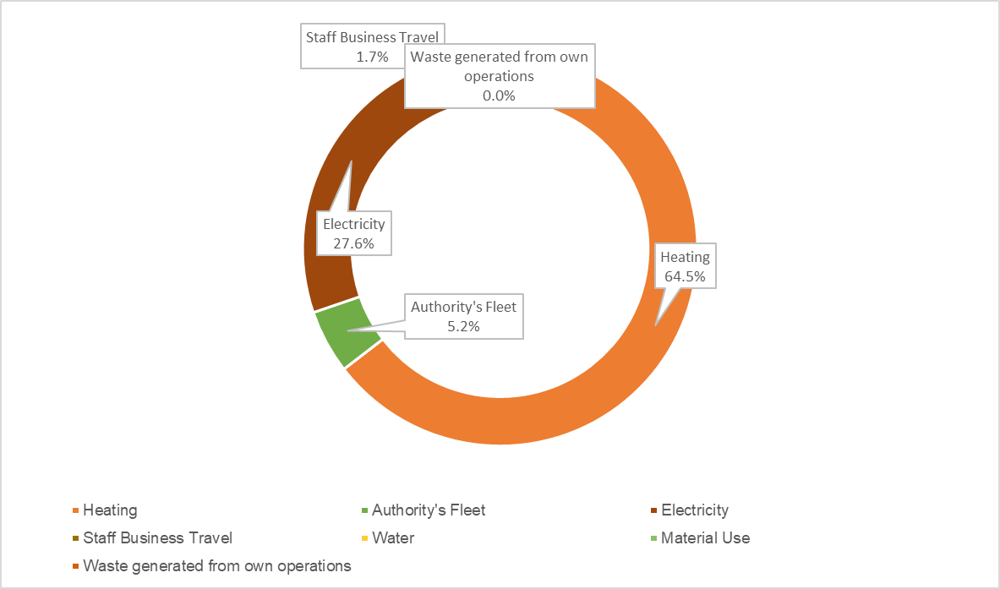 Staff Business Travel
1.7%
Waste generated from own
operations
0.0%
Electricity
27.6%
Heating
64.5%
Authority's Fleet
5.2%
Heating
Authority's Fleet
Electricity
Staff Business Travel
Water
Material Use
Waste generated from own operations